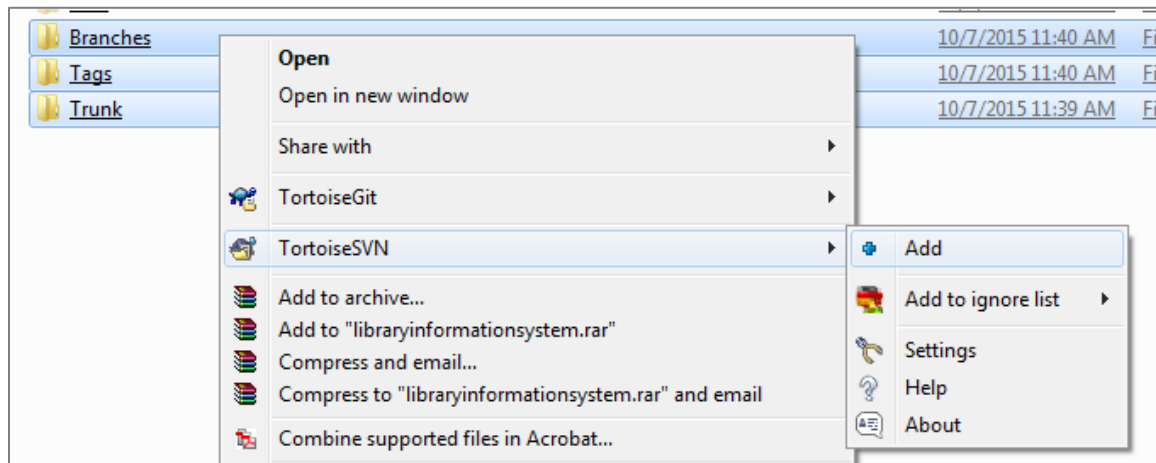 Branches 10/7/2015 11:40 AM Fi
Tags 10/7/2015 11:40 AM Fi
Trunk 10/7/2015 11:39 AM Fi
Open
Open in new window
Share with
TortoiseGit
TortoiseSVN
Add to archive...
Add to "libraryinformationsystem.rar"
Compress and email...
Compress to "libraryinformationsystem.rar" and email
Combine supported files in Acrobat...
Add
Add to ignore list
Settings
Help
About